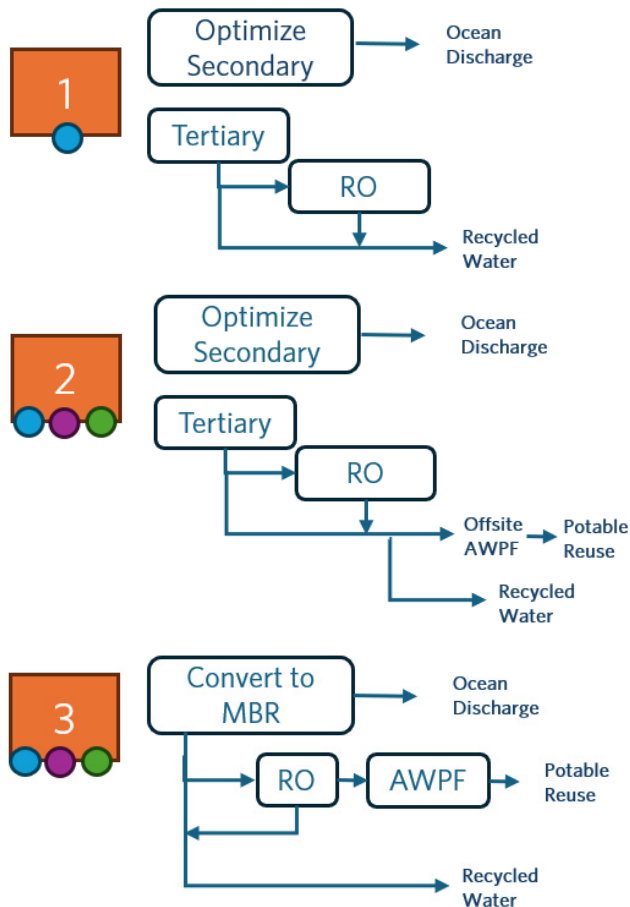 1
Optimize
Secondary
Ocean
Discharge
Tertiary
RO
Recycled
Water
2
Optimize
Secondary
Ocean
Discharge
Tertiary
RO
Offsite
AWPF
Potable
Reuse
Recycled
Water
3
Convert to
MBR
Ocean
Discharge
RO
AWPF
Potable
Reuse
Recycled
Water